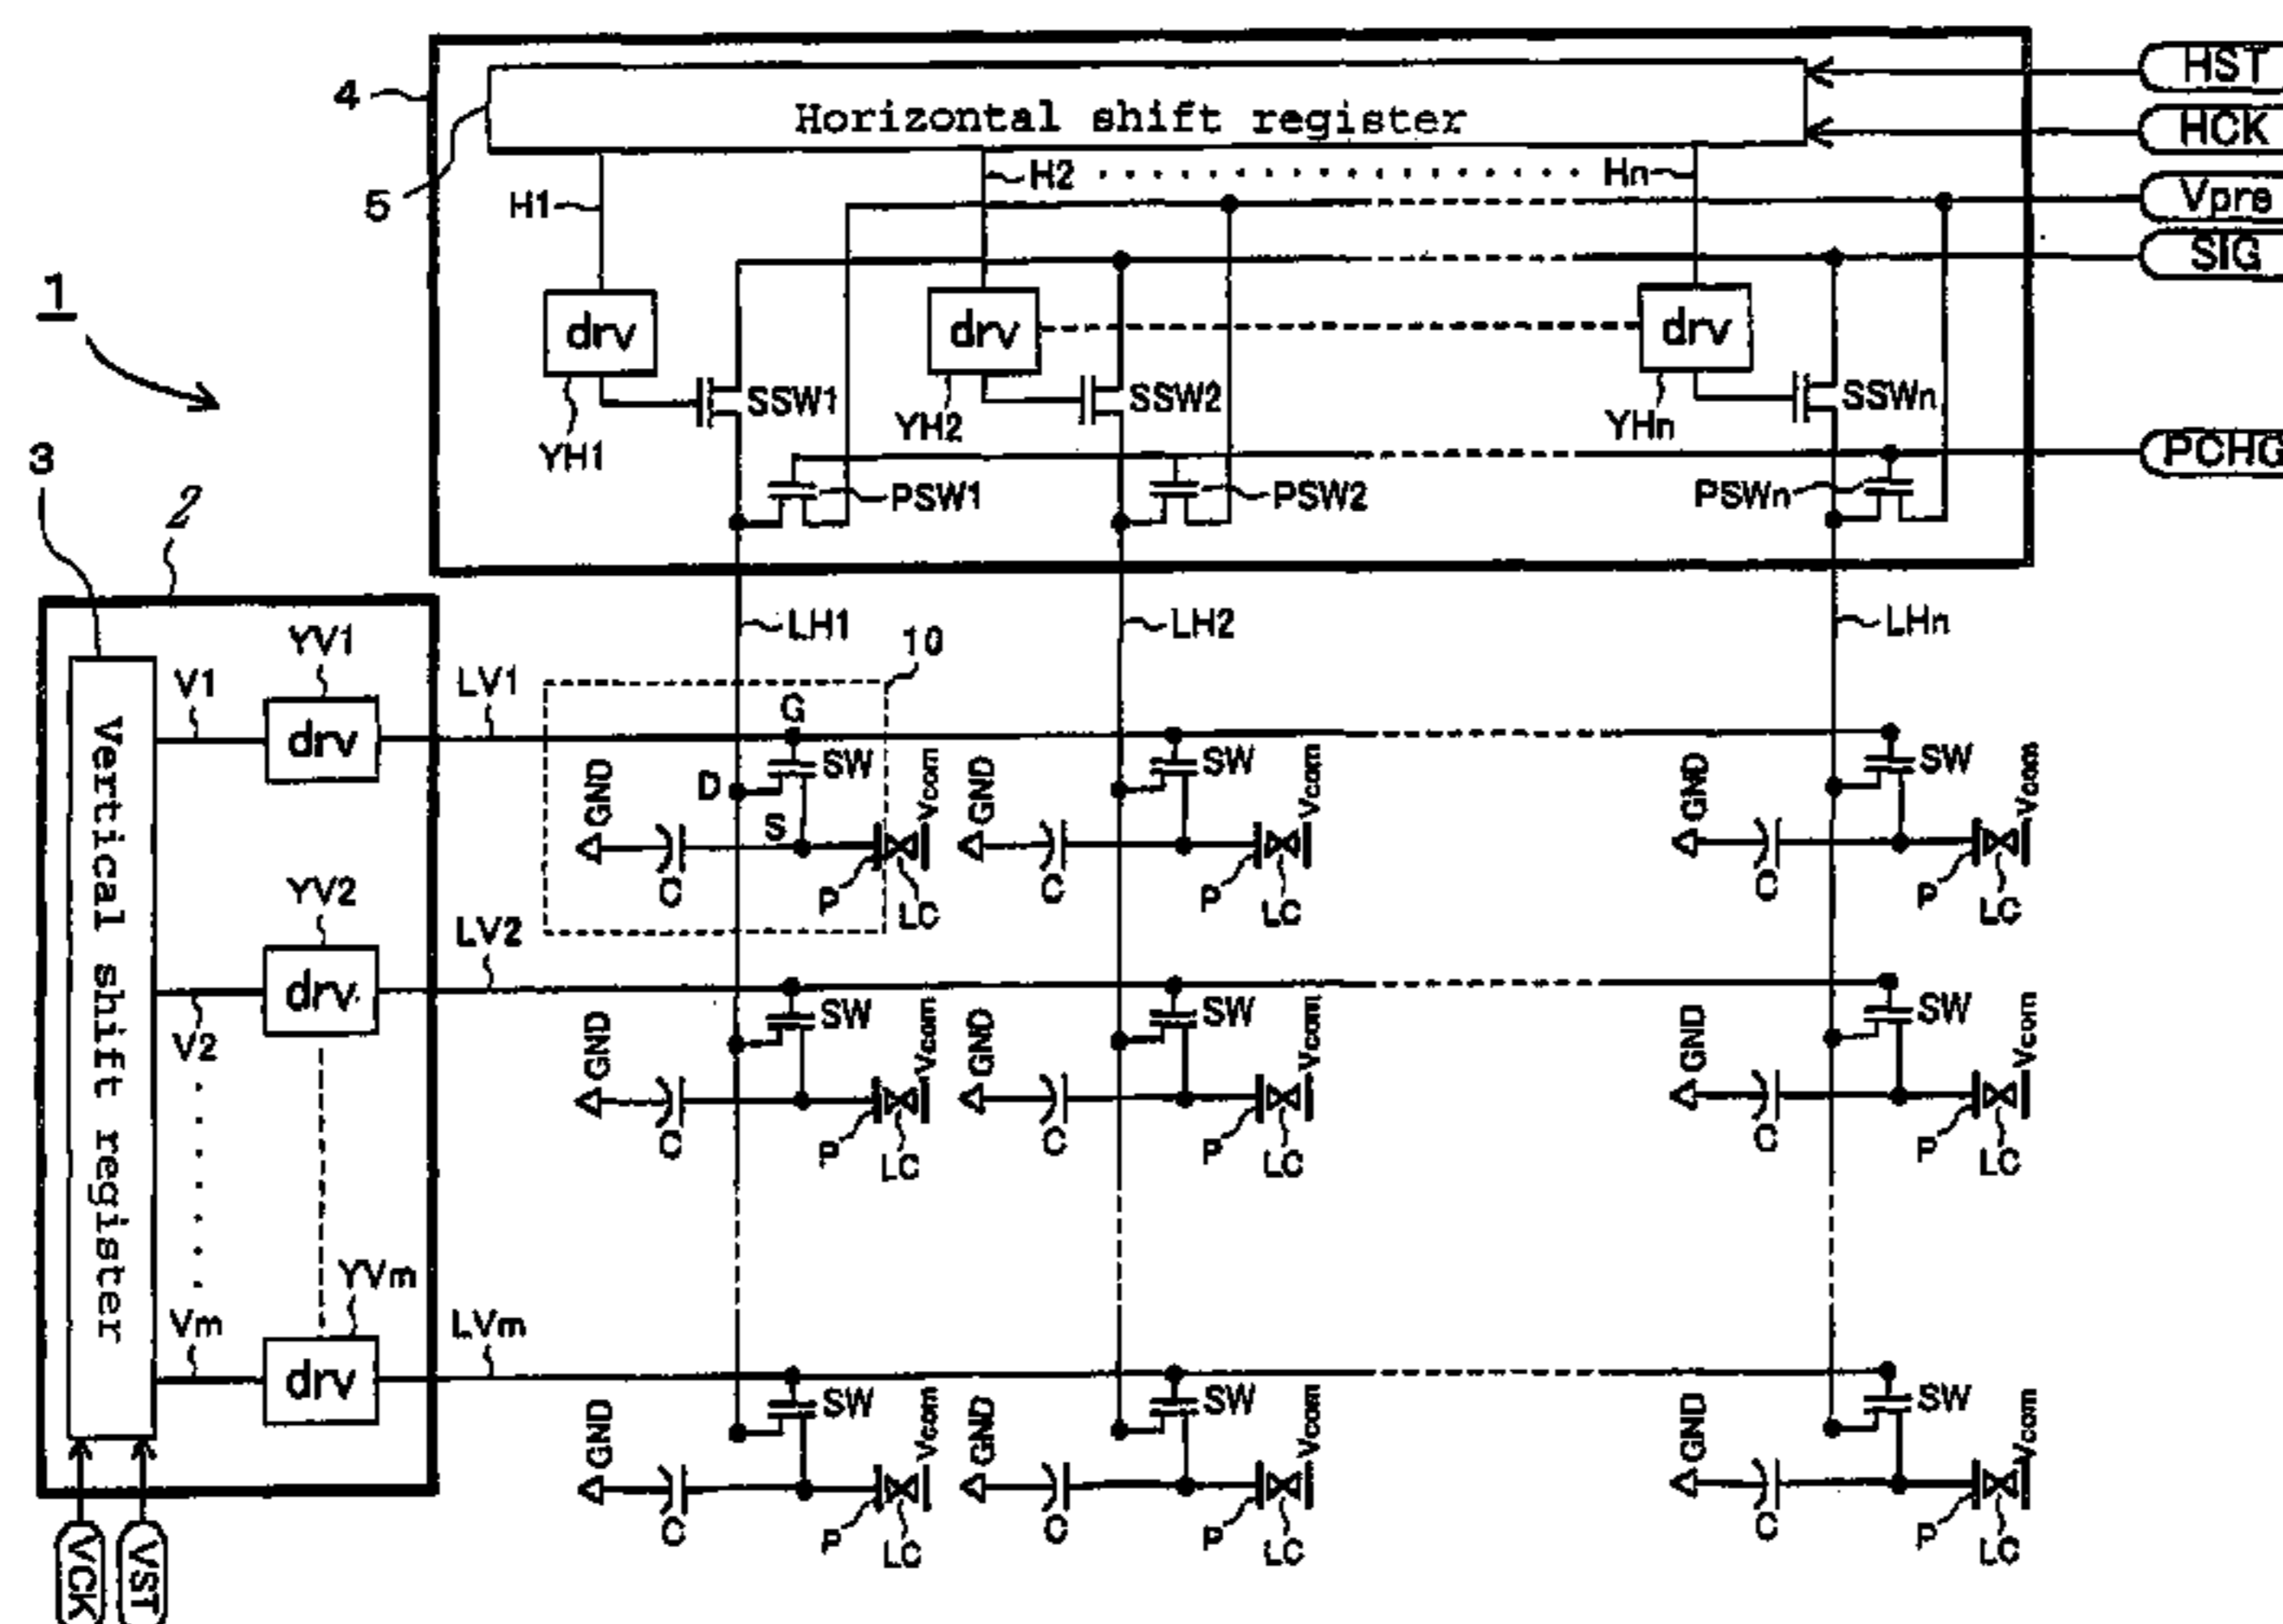 HST
4
Horizontal shift register
HCK
5
H1
H2
Hn
Vpre
SIG
1
drv
drv
drv
SSW1
SSW2
SSWn
YH1
YH2
YHn
PCHG
3
2
PSW1
PSW2
PSWn
LH1
LH2
LHn
10
YV1
V1
drv
LV1
Vertical shift register
G
SW
D
S
GND
C
P
LC
Vcom
SW
GND
C
P
LC
Vcom
SW
GND
C
P
LC
Vcom
YV2
V2
drv
LV2
SW
GND
C
P
LC
Vcom
SW
GND
C
P
LC
Vcom
SW
GND
C
P
LC
Vcom
YVm
Vm
drv
LVm
SW
GND
C
P
LC
Vcom
SW
GND
C
P
LC
Vcom
SW
GND
C
P
LC
Vcom
VCK
VST